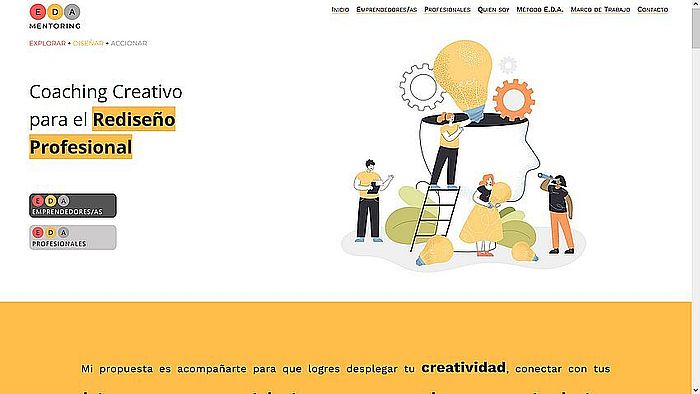 E D A
MENTORING
EXPLORAR + DISEÑAR + ACCIONAR
Inicio Emprendedores/as Profesionales Quien soy Método E.D.A. Marco de Trabajo Contacto
Coaching Creativo
para el Rediseño
Profesional
E D A
EMPRENDEDORES/AS
E D A
PROFESIONALES
Mi propuesta es acompañarte para que logres desplegar tu creatividad, conectar con tus